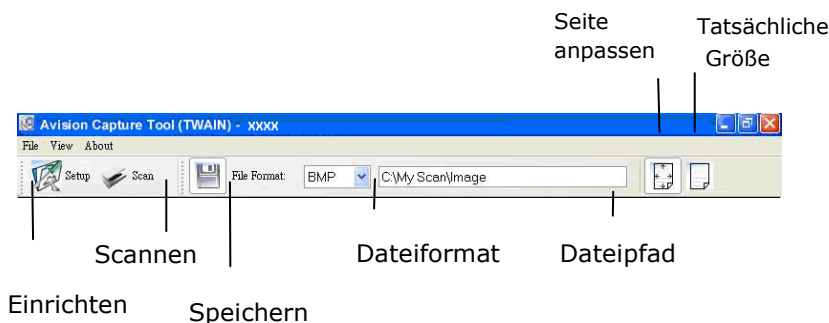 Seite
anpassen
Tatsächliche
Größe
Avision Capture Tool (TWAIN) - xxxx
File View About
Setup Scan File Format: BMP C:\My Scan\Image
Scannen Dateiformat Dateipfad
Einrichten Speichern